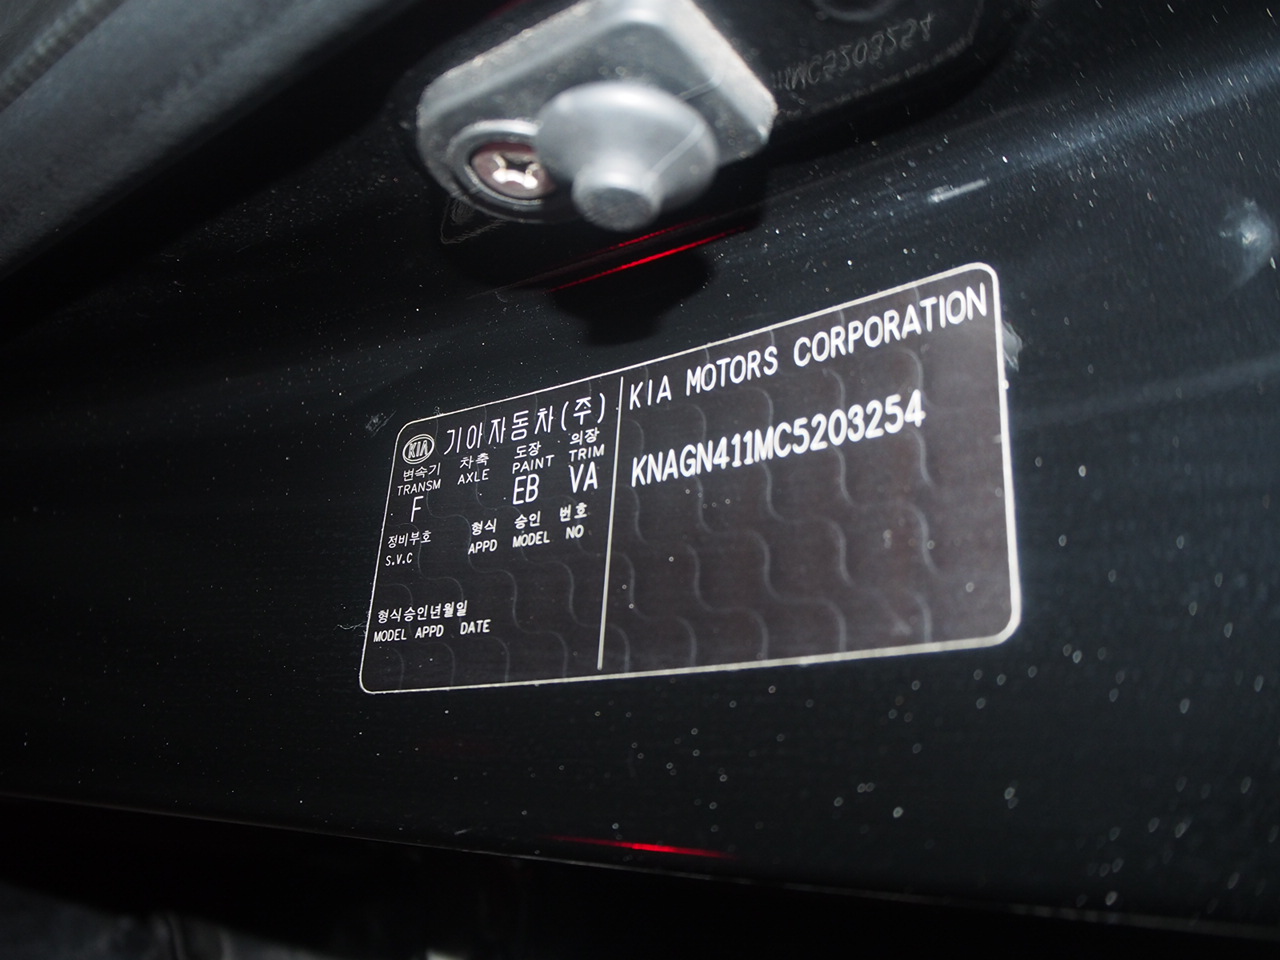 KIA 기아자동차(주)
변속기 차축 도장 의장
TRANSM AXLE PAINT TRIM
F EB VA
정비부호 형식 승인 번호
S.V.C APPD MODEL NO
형식승인년월일
MODEL APPD DATE
KIA MOTORS CORPORATION
KNAGN411MC5203254